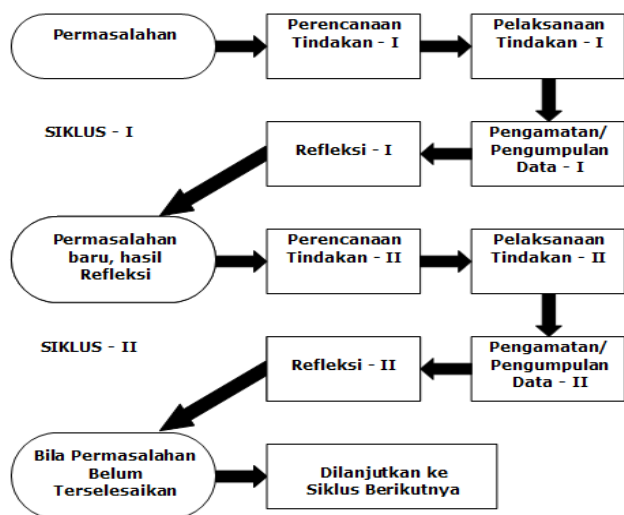 Permasalahan
Perencanaan
Tindakan - I
Pelaksanaan
Tindakan - I
SIKLUS - I
Refleksi - I
Pengamatan/
Pengumpulan
Data - I
Permasalahan
baru, hasil
Refleksi
Perencanaan
Tindakan - II
Pelaksanaan
Tindakan - II
SIKLUS - II
Refleksi - II
Pengamatan/
Pengumpulan
Data - II
Bila Permasalahan
Belum
Terselesaikan
Dilanjutkan ke
Siklus Berikutnya